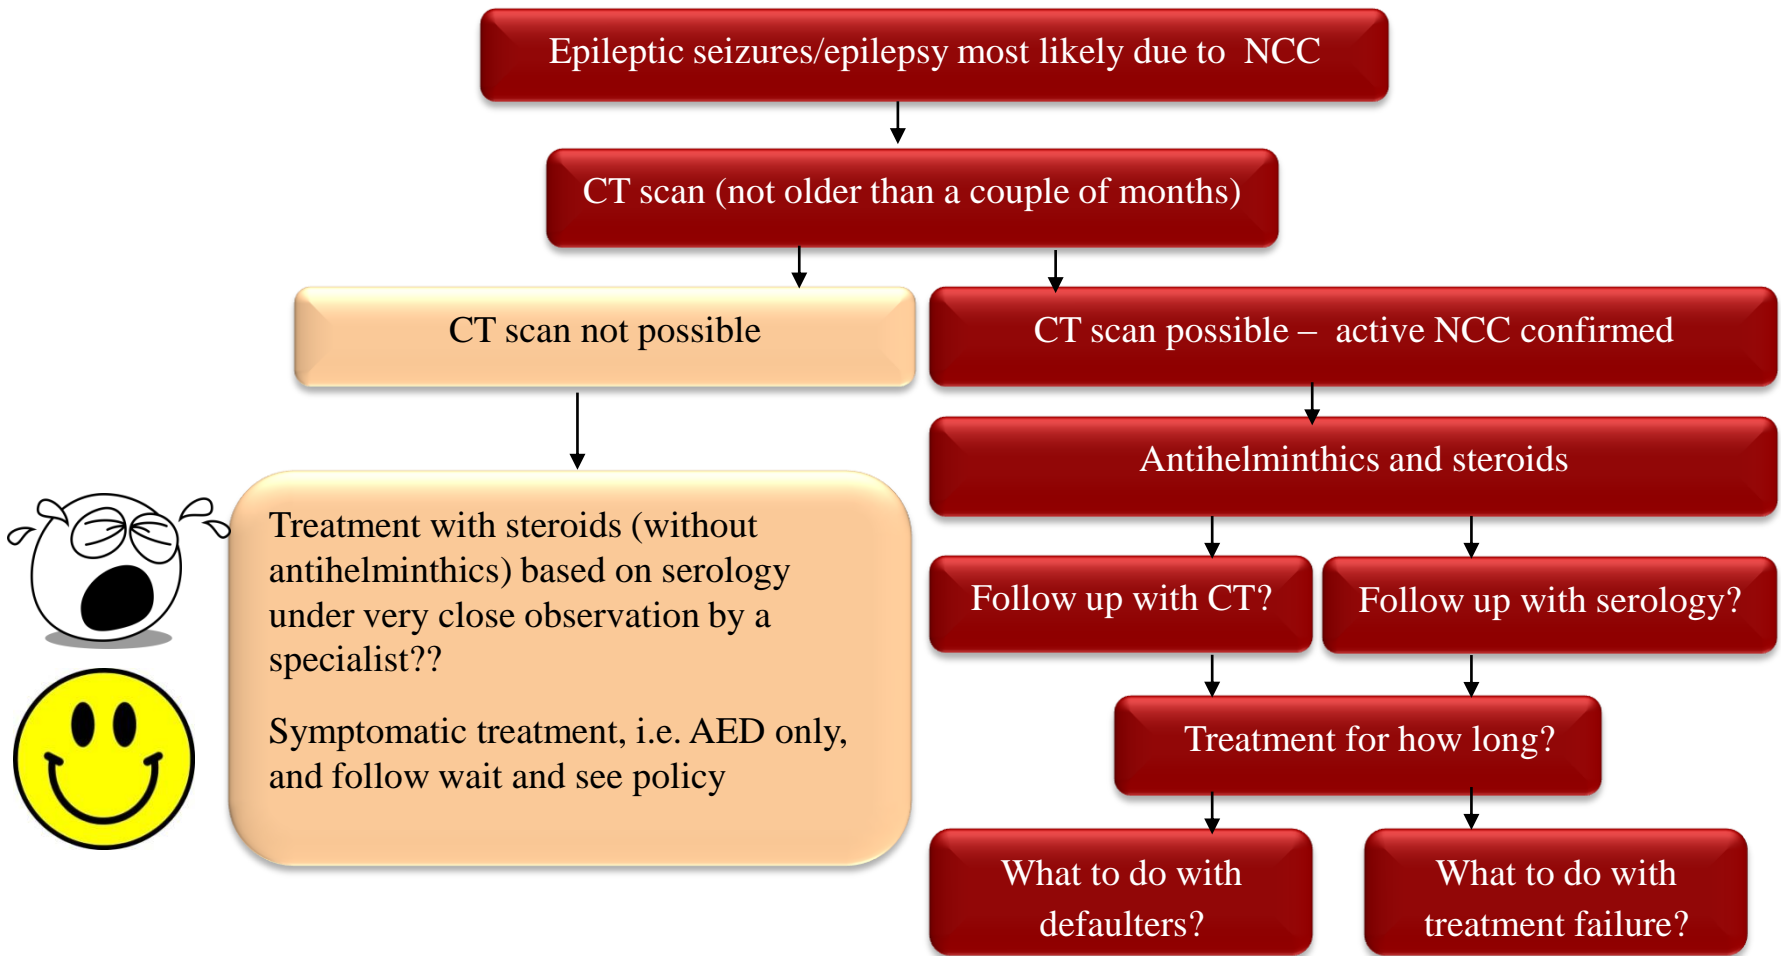 Epileptic seizures/epilepsy most likely due to NCC
CT scan (not older than a couple of months)
CT scan not possible
CT scan possible – active NCC confirmed
Antihelminthics and steroids
Treatment with steroids (without
antihelminthics) based on serology
under very close observation by a
specialist??
Symptomatic treatment, i.e. AED only,
and follow wait and see policy
Follow up with CT?
Follow up with serology?
Treatment for how long?
What to do with
defaulters?
What to do with
treatment failure?